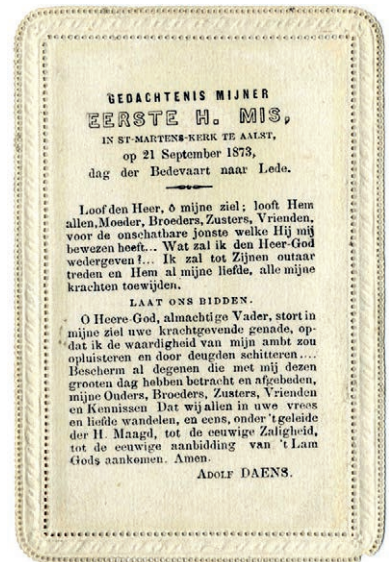 GEDACHTENIS MIJNER
EERSTE H. MIS,
IN ST-MARTENS-KERK TE AALST,
op 21 September 1873,
dag der Bedevaart naar Lede.
Loof den Heer, ô mijne ziel; looft Hem
allen, Moeder, Broeders, Zusters, Vrienden,
voor de onschatbare jonste welke Hij mij
bewezen heeft... Wat zal ik den Heer-God
wedergeven?... Ik zal tot Zijnen outaar
treden en Hem al mijne liefde, alle mijne
krachten toewijden.
LAAT ONS BIDDEN.
O Heere-God, almachtige Vader, stort in
mijne ziel uwe krachtgevende genade, op-
dat ik de waardigheid van mijn ambt zou
opluisteren en door deugden schitteren....
Bescherm al degenen die met mij dezen
grooten dag hebben betracht en afgebeden,
mijne Ouders, Broeders, Zusters, Vrienden
en Kennissen Dat wij allen in uwe vrees
en liefde wandelen, en eens, onder 't geleide
der H. Maagd, tot de eeuwige Zaligheid,
tot de eeuwige aanbidding van 't Lam
Gods aankomen. Amen.
ADOLF DAENS.